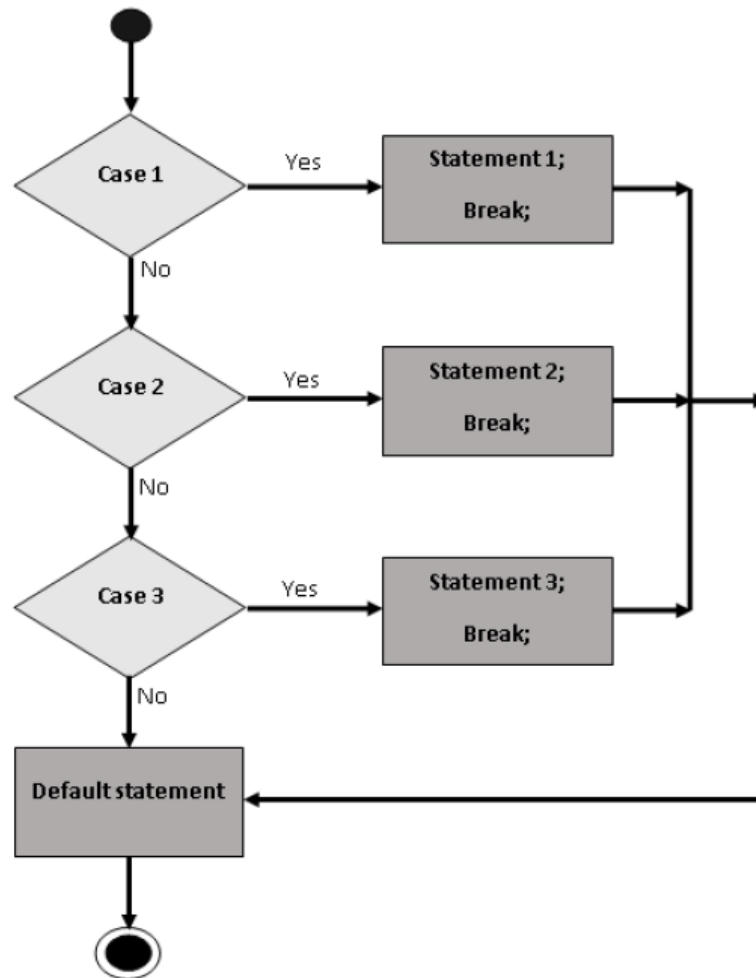 Case 1
Yes
Statement 1;
Break;
No
Case 2
Yes
Statement 2;
Break;
No
Case 3
Yes
Statement 3;
Break;
No
Default statement